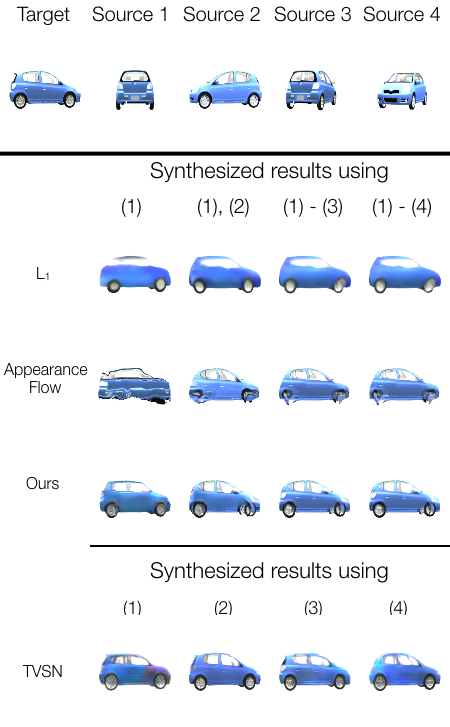 Target Source 1 Source 2 Source 3 Source 4
Synthesized results using
(1) (1), (2) (1) - (3) (1) - (4)
L1
Appearance
Flow
Ours
Synthesized results using
(1) (2) (3) (4)
TVSN